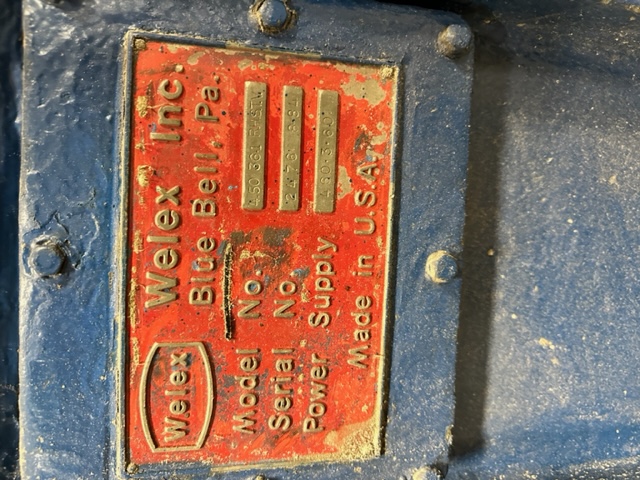 Welex
Welex Inc.
Blue Bell, Pa.
Model No.
Serial No.
Power Supply
Made in U.S.A.